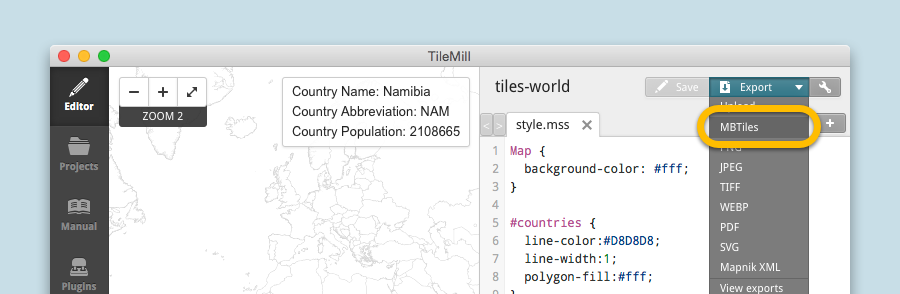 TileMill
Editor
Projects
Manual
Plugins
ZOOM 2
Country Name: Namibia
Country Abbreviation: NAM
Country Population: 2108665
tiles-world
Save
Export
style.mss
1 Map {
2 background-color: #fff;
3 }
4
5 #countries {
6 line-color:#D8D8D8;
7 line-width:1;
8 polygon-fill:#fff;
9 }
Upload
MBTiles
PNG
JPEG
TIFF
WEBP
PDF
SVG
Mapnik XML
View exports